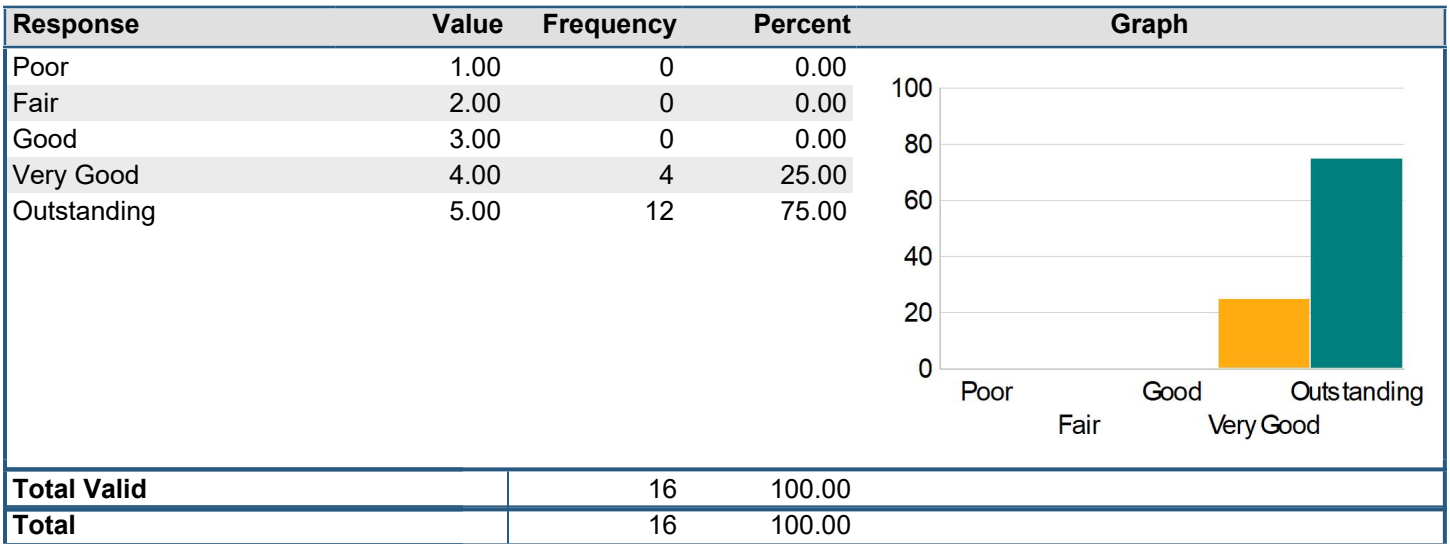 Response Value Frequency Percent Graph
Poor 1.00 0 0.00
Fair 2.00 0 0.00
Good 3.00 0 0.00
Very Good 4.00 4 25.00
Outstanding 5.00 12 75.00
100
80
60
40
20
0
Poor Good Outstanding
Fair Very Good
Total Valid 16 100.00
Total 16 100.00